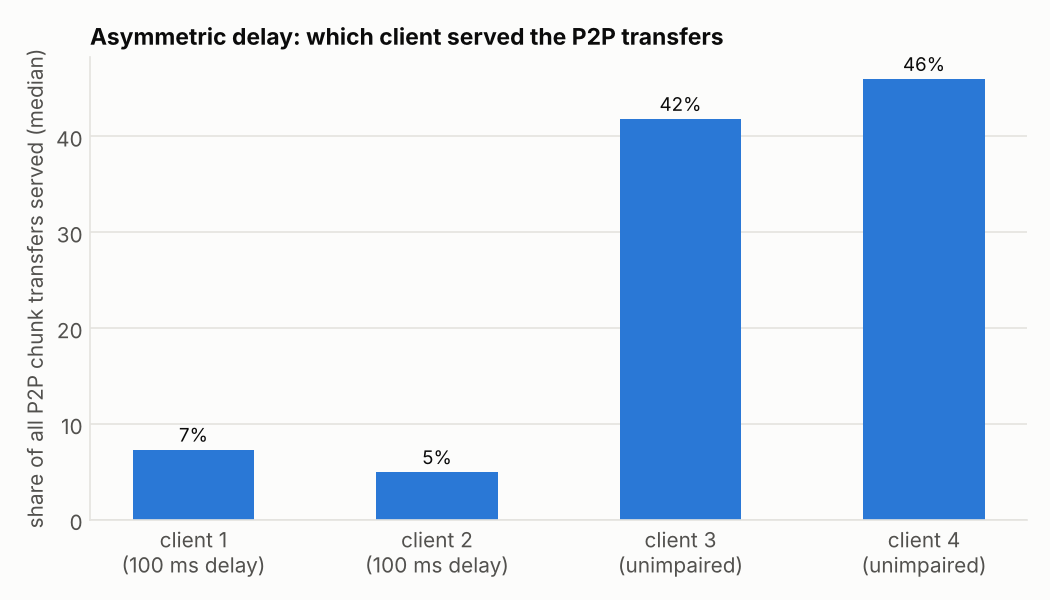 Asymmetric delay: which client served the P2P transfers
share of all P2P chunk transfers served (median)
40
30
20
10
0
7%
5%
42%
46%
client 1
(100 ms delay)
client 2
(100 ms delay)
client 3
(unimpaired)
client 4
(unimpaired)